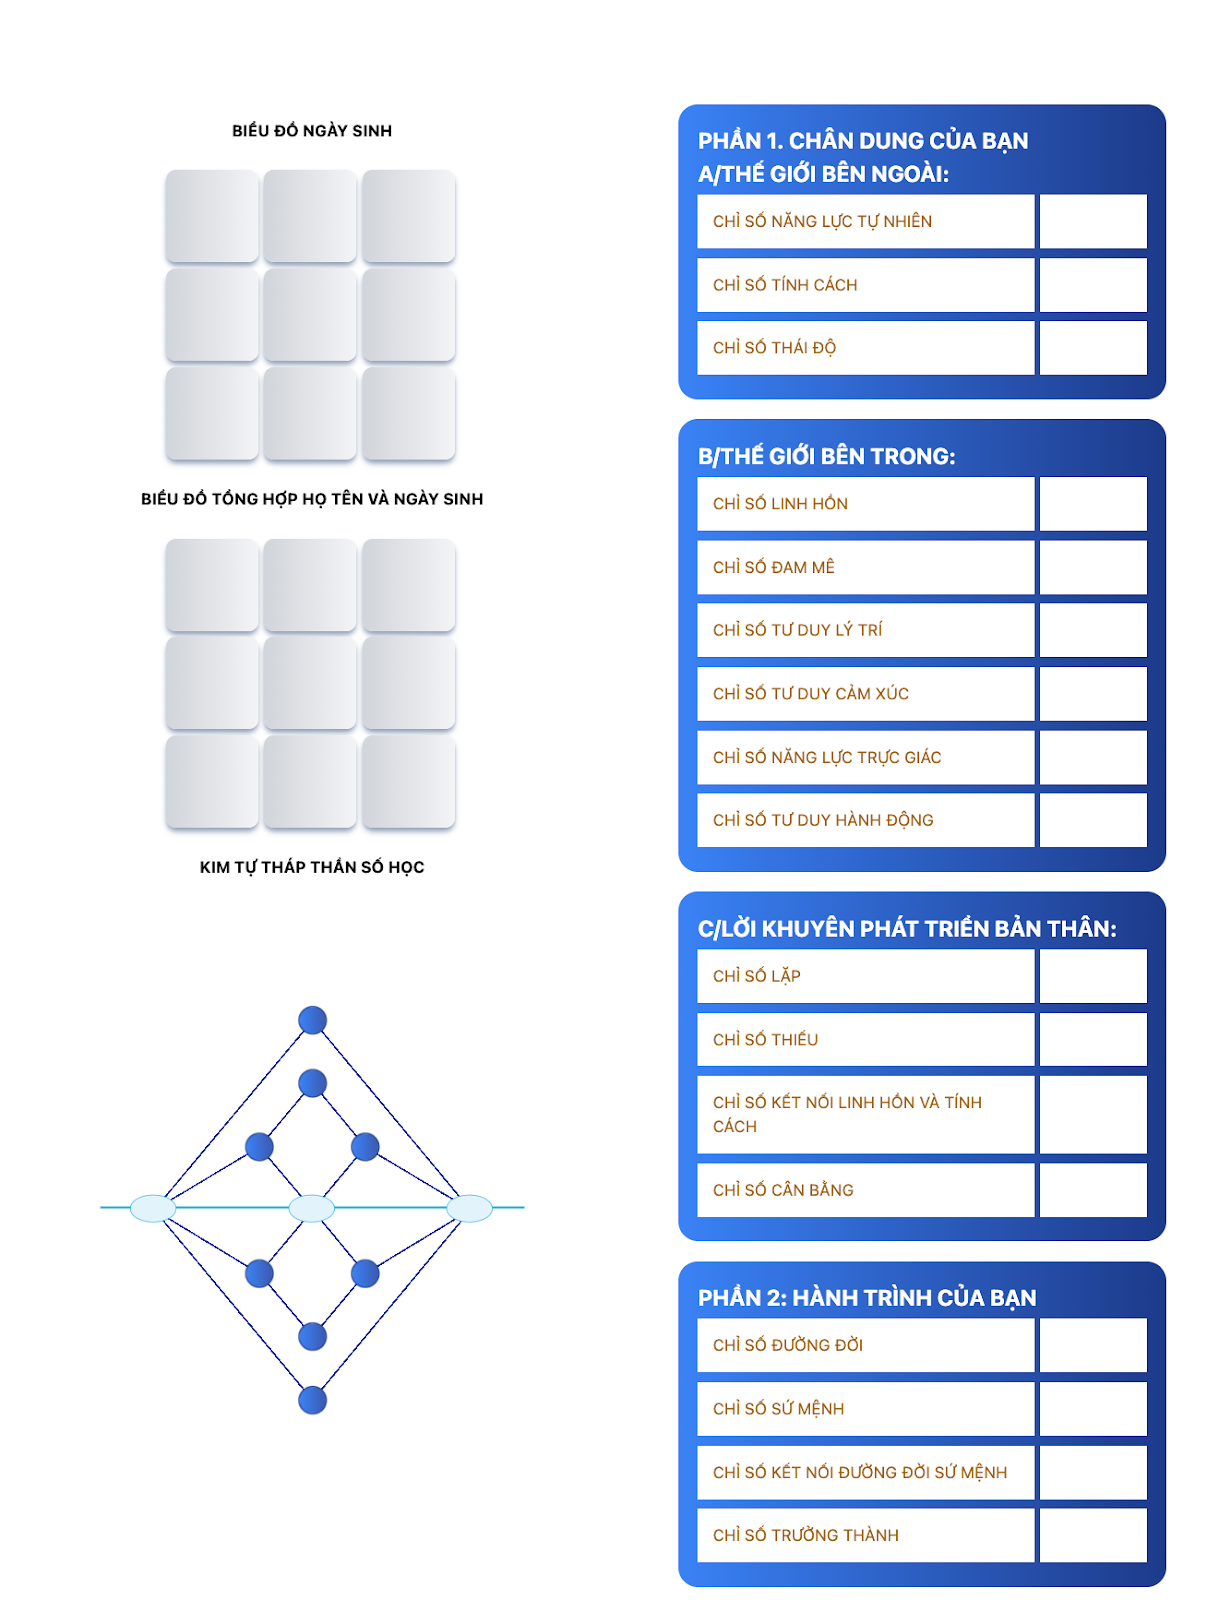 BIỂU ĐỒ NGÀY SINH
BIỂU ĐỒ TỔNG HỢP HỌ TÊN VÀ NGÀY SINH
KIM TỰ THÁP THẦN SỐ HỌC
PHẦN 1. CHÂN DUNG CỦA BẠN
A/THẾ GIỚI BÊN NGOÀI:
CHỈ SỐ NĂNG LỰC TỰ NHIÊN
CHỈ SỐ TÍNH CÁCH
CHỈ SỐ THÁI ĐỘ
B/THẾ GIỚI BÊN TRONG:
CHỈ SỐ LINH HỒN
CHỈ SỐ ĐAM MÊ
CHỈ SỐ TƯ DUY LÝ TRÍ
CHỈ SỐ TƯ DUY CẢM XÚC
CHỈ SỐ NĂNG LỰC TRỰC GIÁC
CHỈ SỐ TƯ DUY HÀNH ĐỘNG
C/LỜI KHUYÊN PHÁT TRIỂN BẢN THÂN:
CHỈ SỐ LẶP
CHỈ SỐ THIẾU
CHỈ SỐ KẾT NỐI LINH HỒN VÀ TÍNH
CÁCH
CHỈ SỐ CÂN BẰNG
PHẦN 2: HÀNH TRÌNH CỦA BẠN
CHỈ SỐ ĐƯỜNG ĐỜI
CHỈ SỐ SỨ MỆNH
CHỈ SỐ KẾT NỐI ĐƯỜNG ĐỜI SỨ MỆNH
CHỈ SỐ TRƯỞNG THÀNH